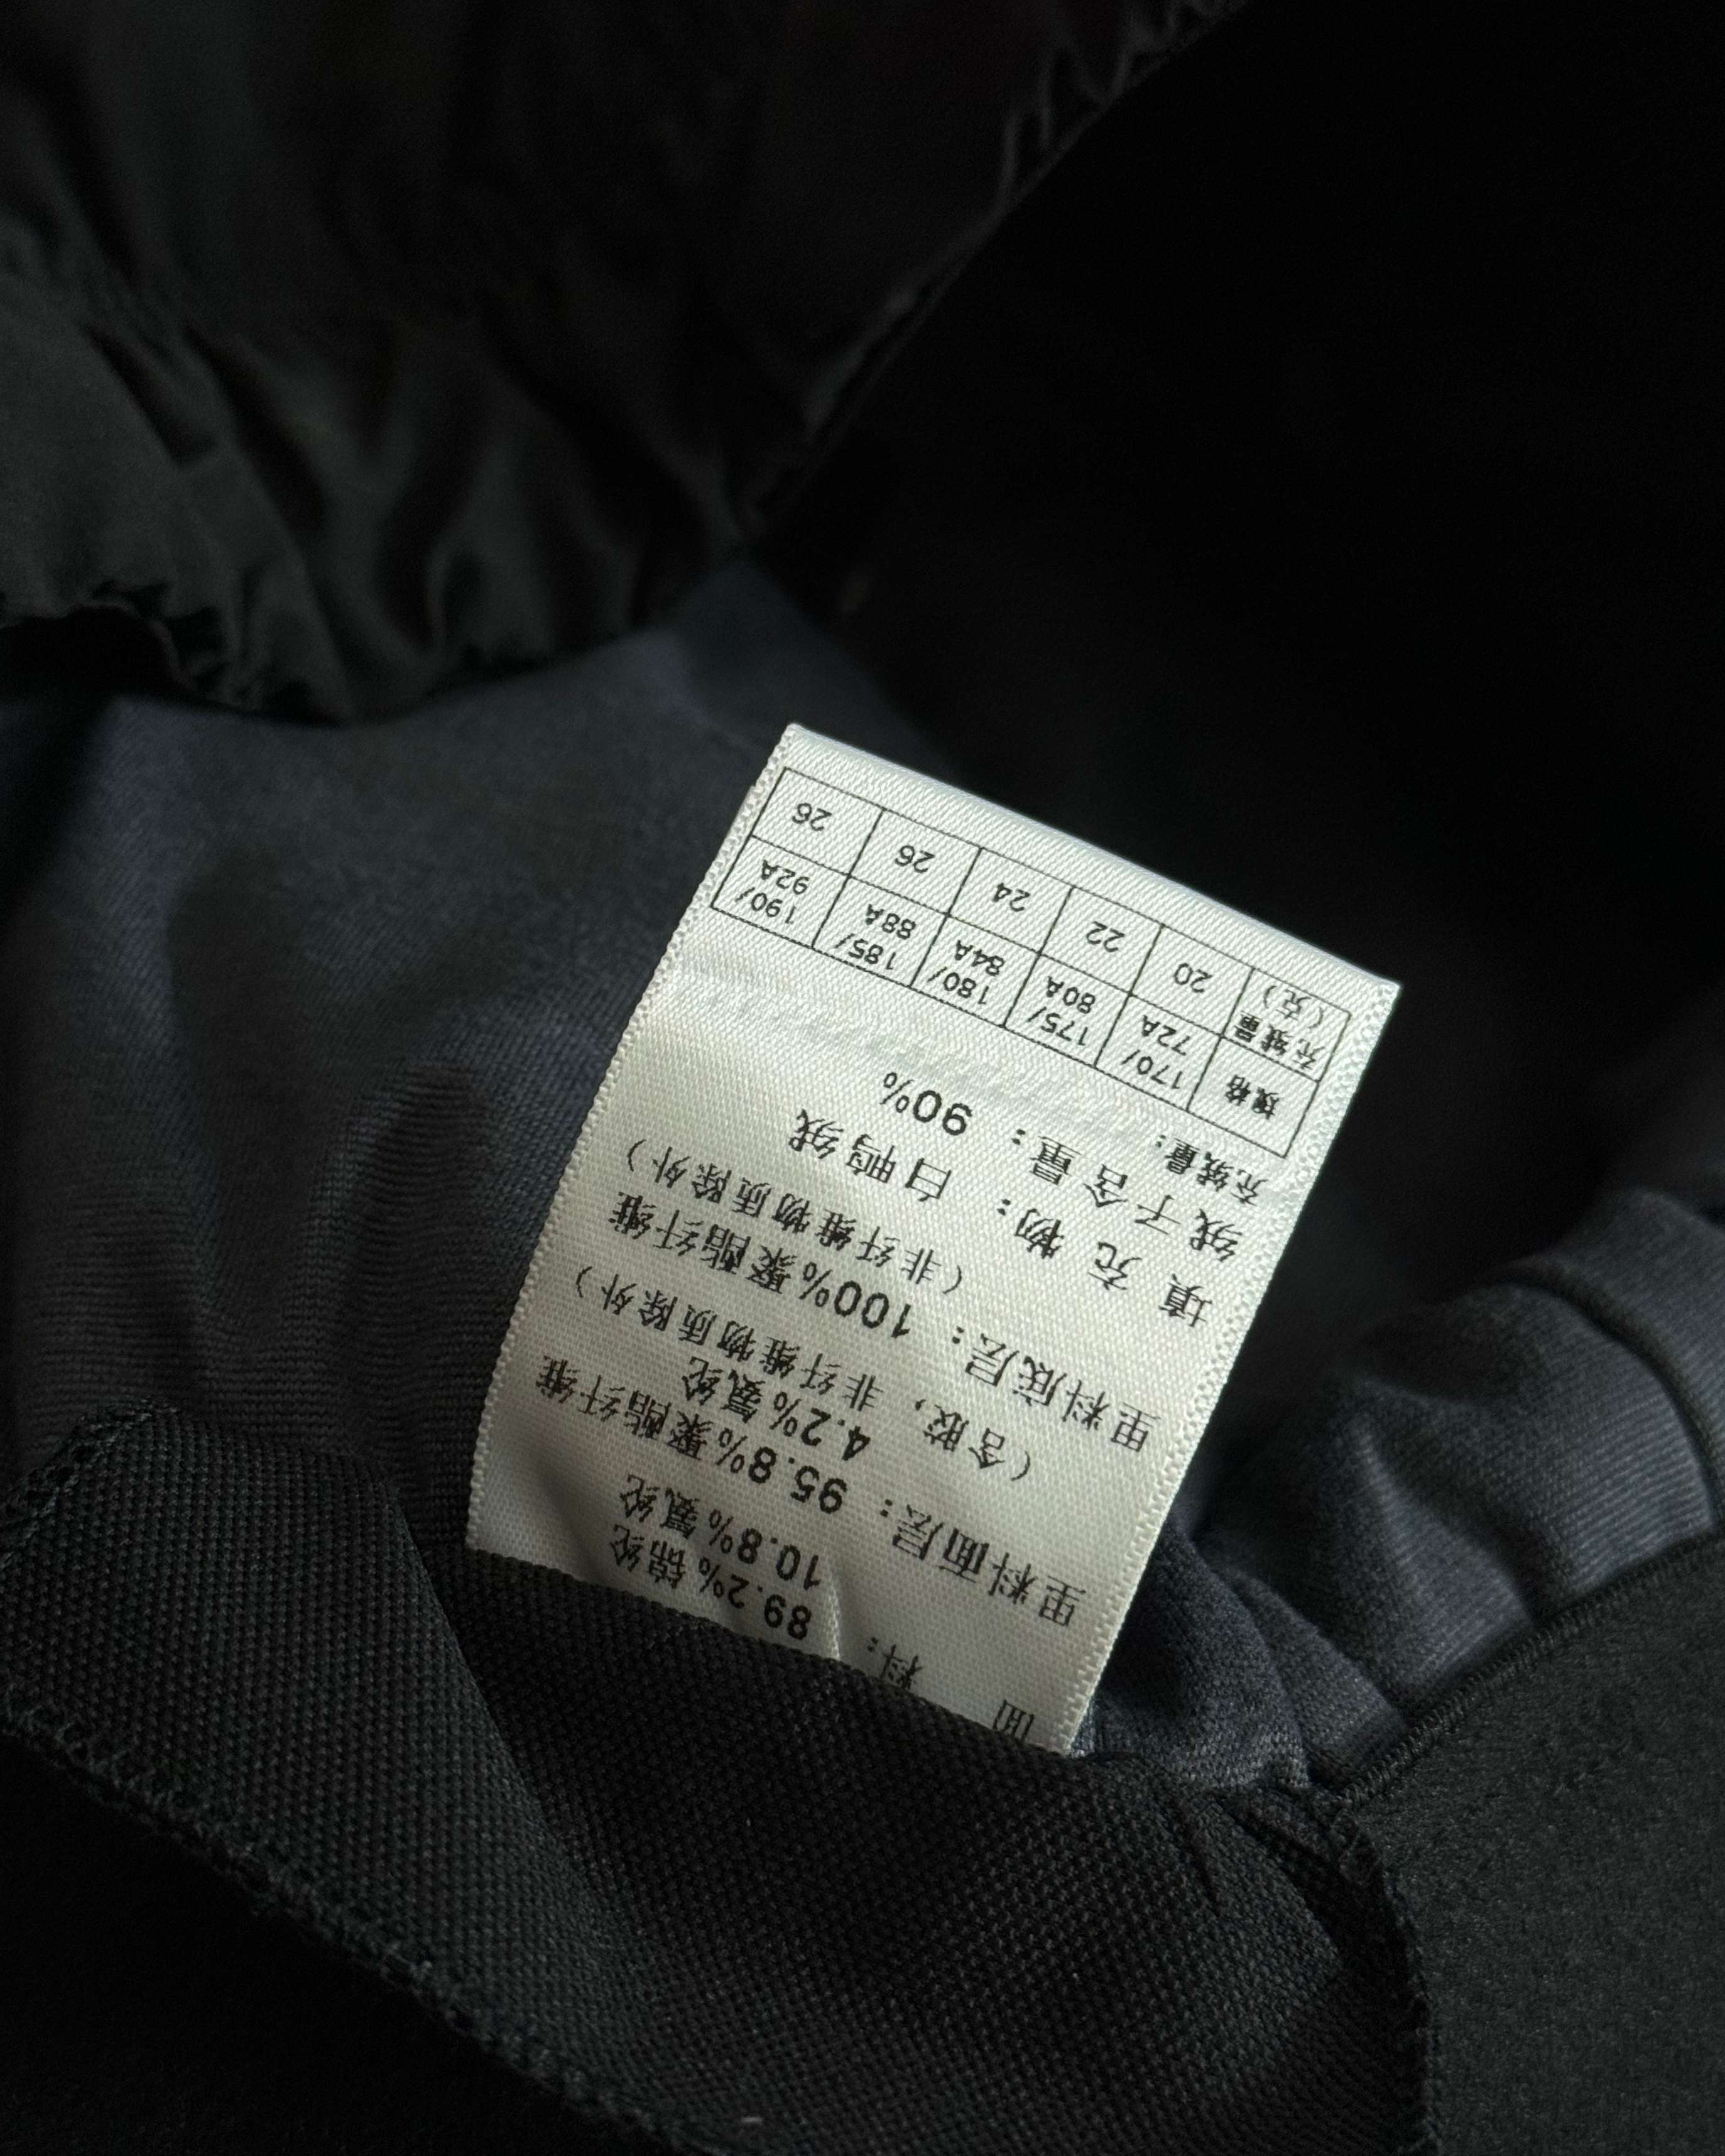 面 料： 89.2%锦纶
10.8%氨纶
里料面层：95.8%聚酯纤维
4.2%氨纶
（含胶，非纤维物质除外）
里料底层：100%聚酯纤维
（非纤维物质除外）
填 充 物：白鸭绒
绒子含量：90%
充绒量：
规格 170/72A 175/80A 180/84A 185/88A 190/92A
充绒量（克） 20 22 24 26 26